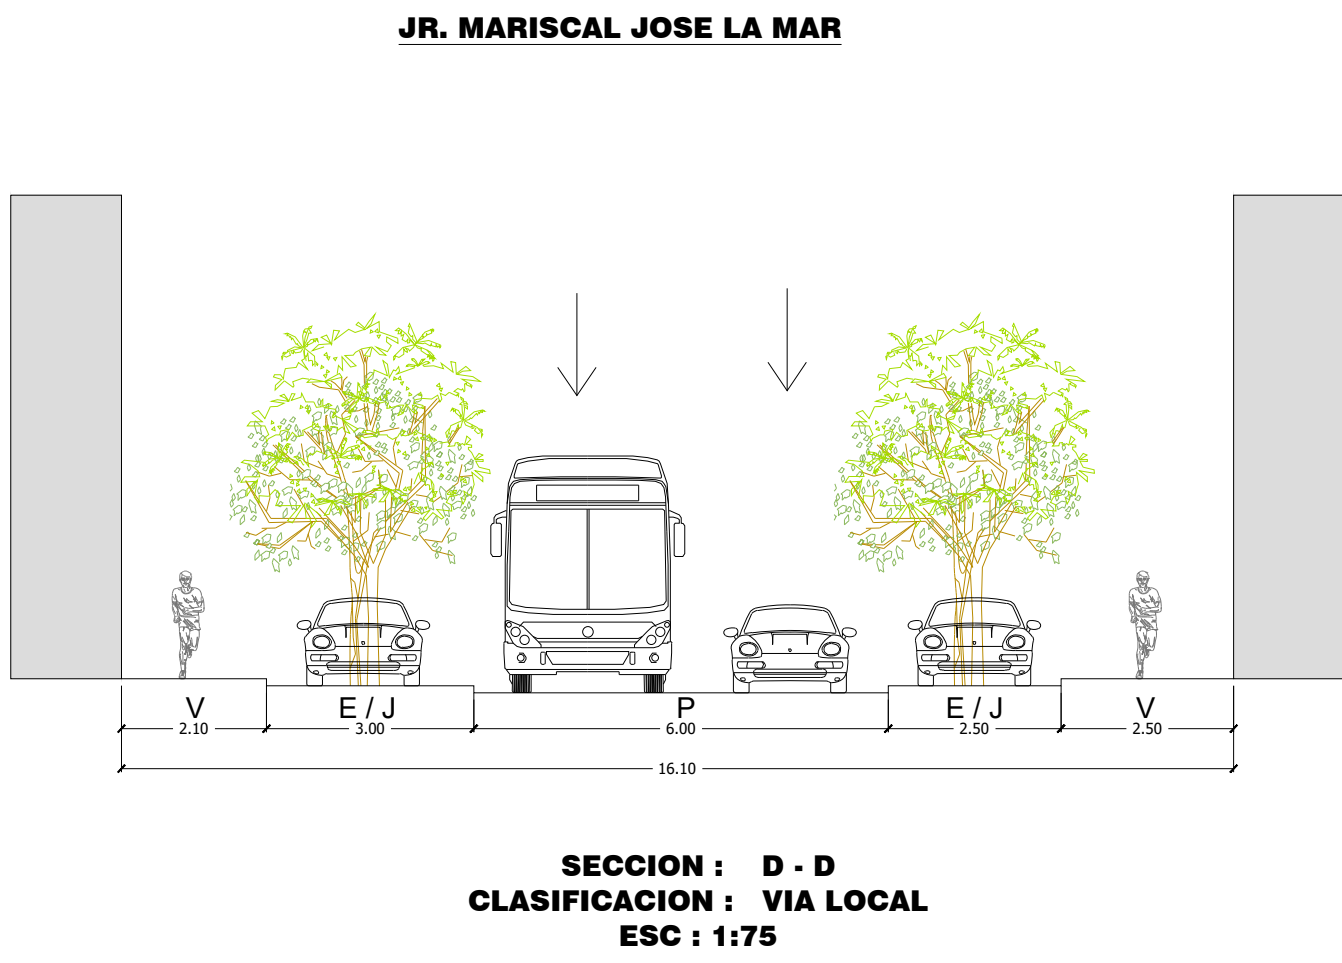 JR. MARISCAL JOSE LA MAR
V E / J P E / J V
2.10 3.00 6.00 2.50 2.50
16.10
SECCION : D - D
CLASIFICACION : VIA LOCAL
ESC : 1:75